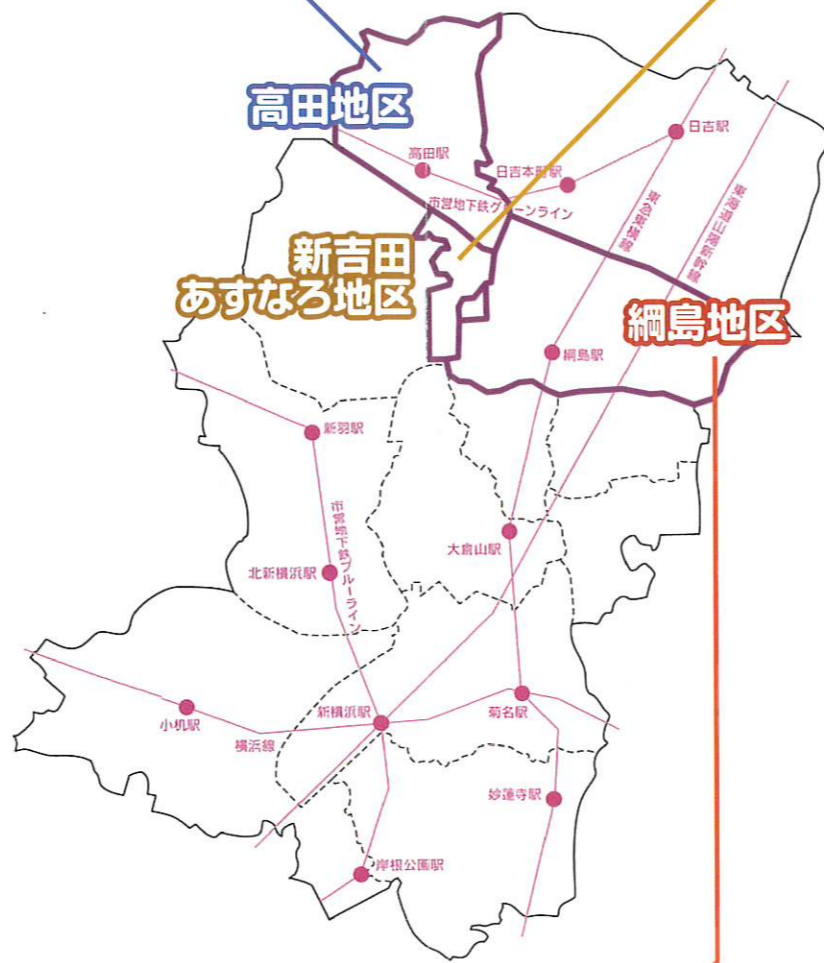 高田地区
高田駅
日吉駅
日吉本町駅
市営地下鉄グーンライン
東急東横線
東海道山陽新幹線
新吉田
あすなろ地区
綱島地区
綱島駅
新羽駅
市営地下鉄ブルーライン
大倉山駅
北新横浜駅
小机駅
横浜線
新横浜駅
菊名駅
妙蓮寺駅
岸根公園駅